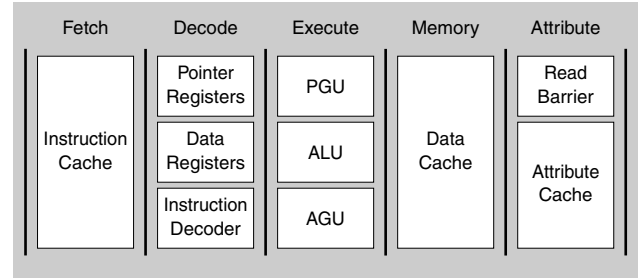 Fetch
Decode
Execute
Memory
Attribute
Instruction
Cache
Pointer
Registers
Data
Registers
Instruction
Decoder
PGU
ALU
AGU
Data
Cache
Read
Barrier
Attribute
Cache